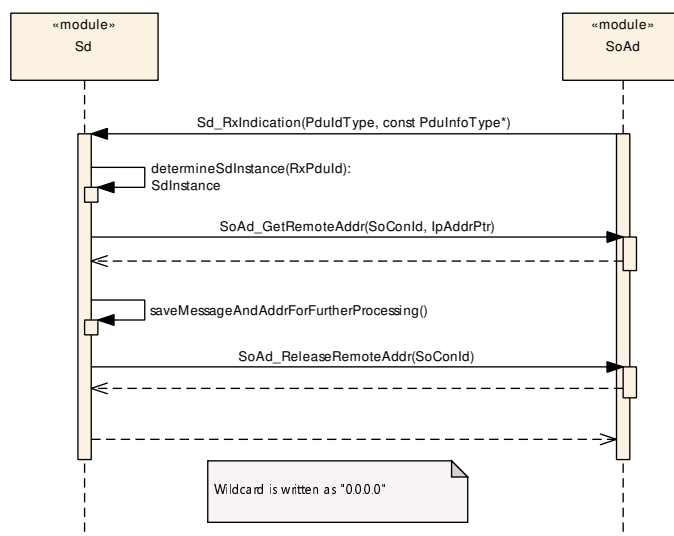 «module»
Sd
«module»
SoAd
Sd_RxIndication(PduIdType, const PduInfoType*)
determineSdInstance(RxPduId):
SdInstance
SoAd_GetRemoteAddr(SoConId, IpAddrPtr)
saveMessageAndAddrForFurtherProcessing()
SoAd_ReleaseRemoteAddr(SoConId)
Wildcard is written as "0.0.0.0"